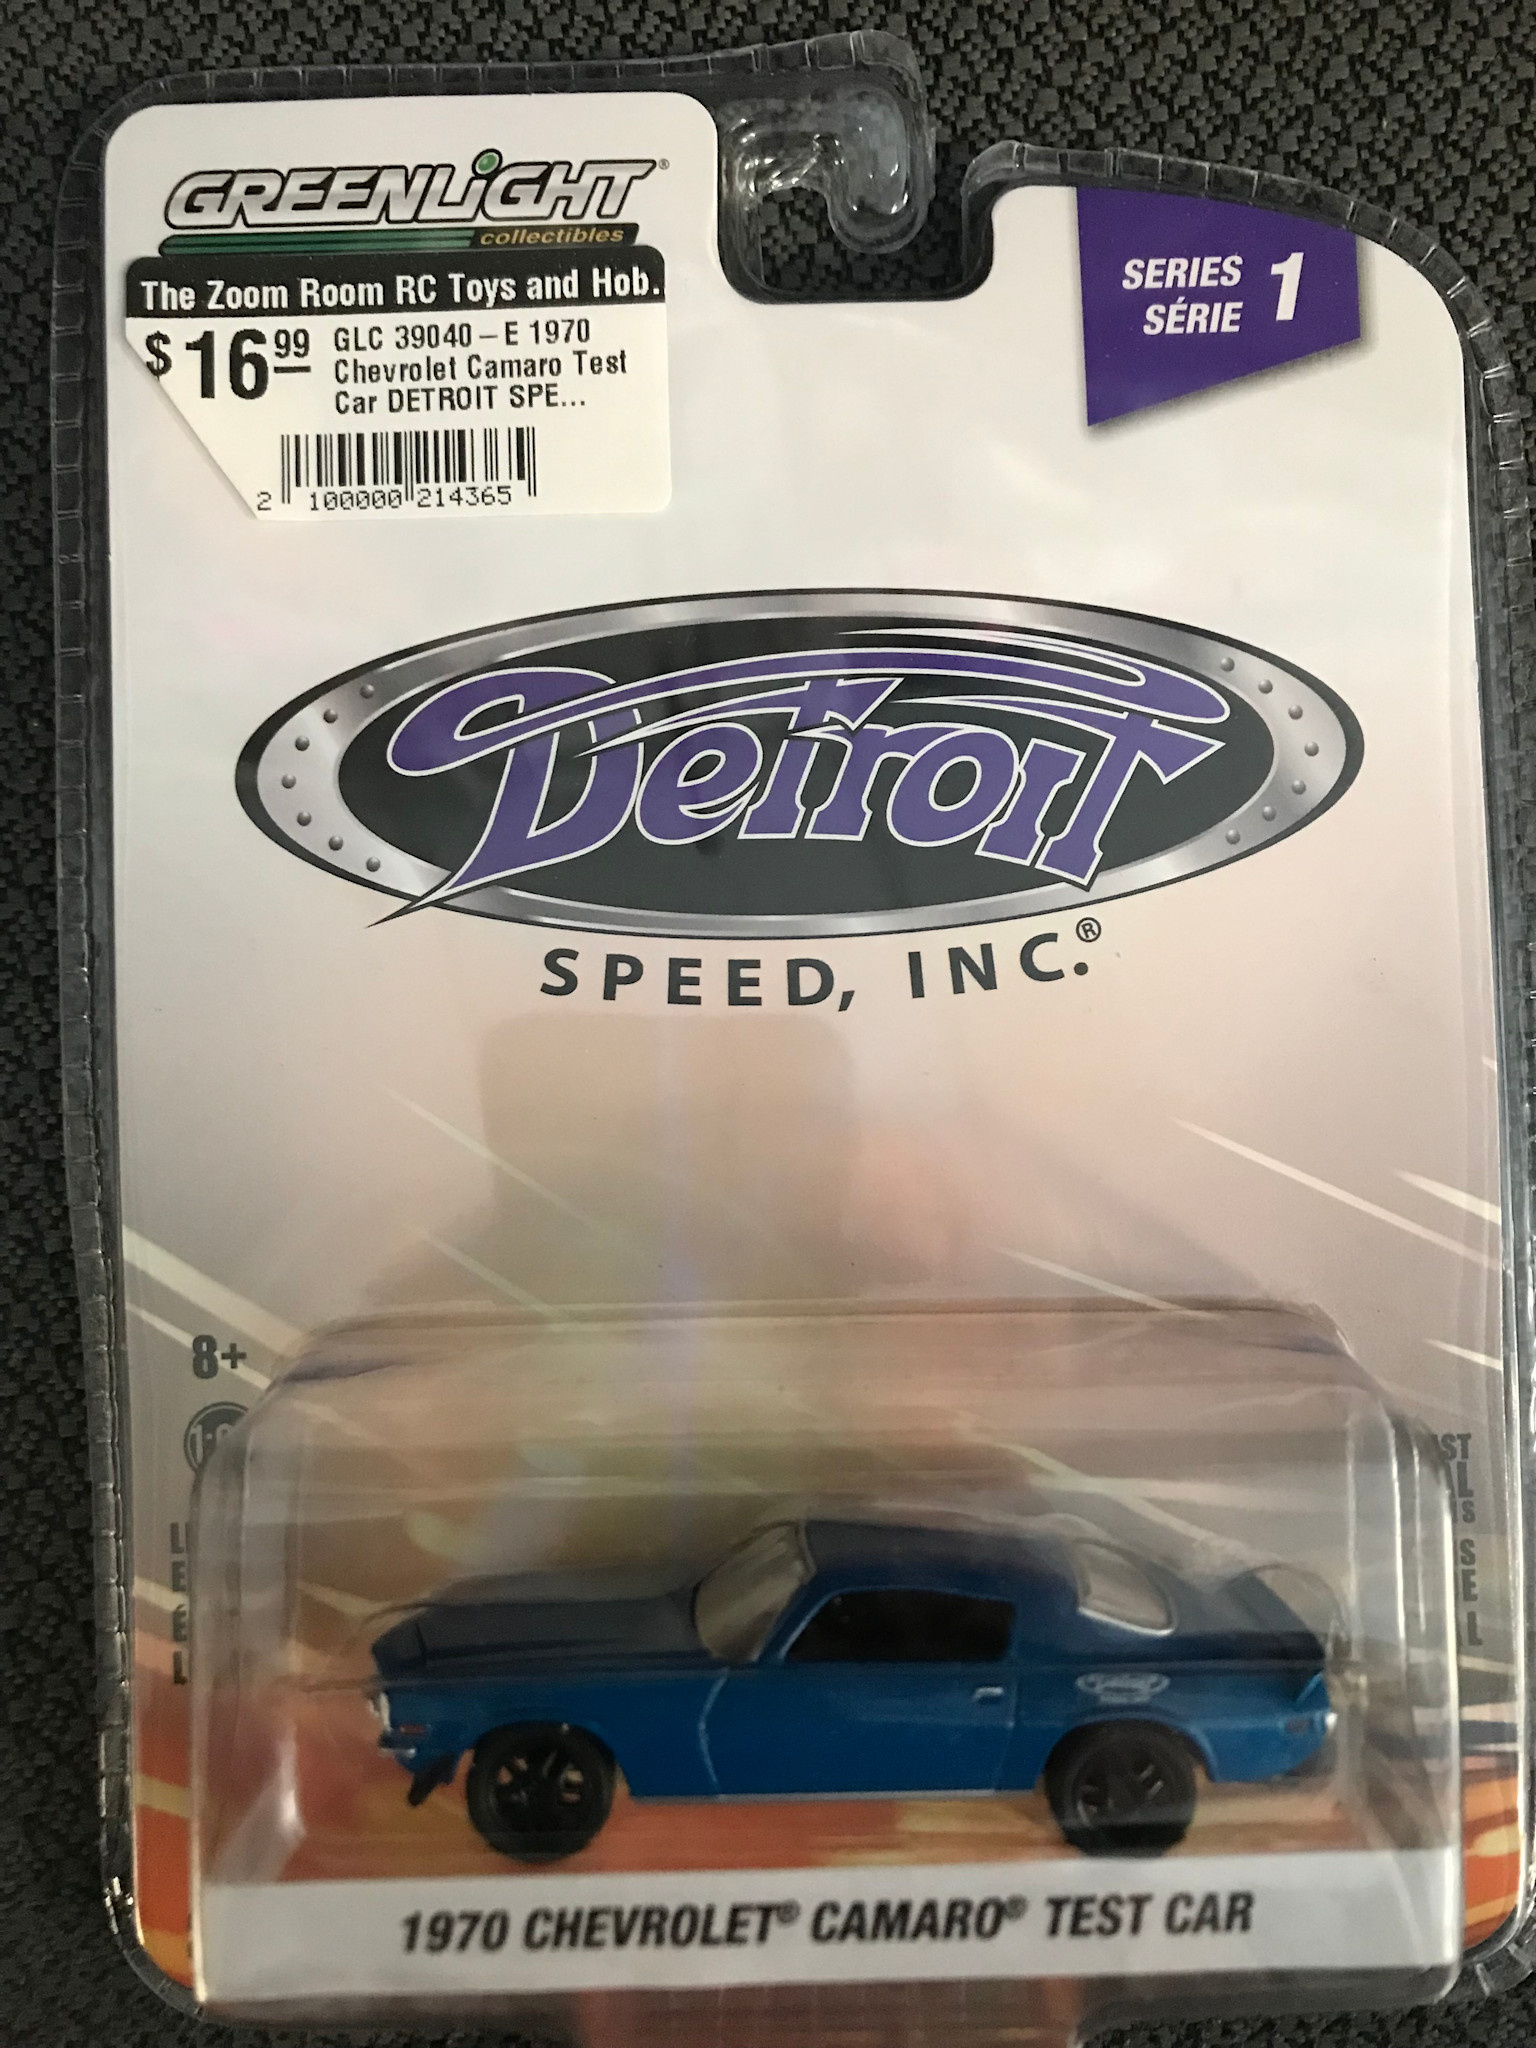 GREENLiGHT®
collectibles
The Zoom Room RC Toys and Hob.
$16.99
GLC 39040-E 1970
Chevrolet Camaro Test
Car DETROIT SPE...
2 100000 214365
SERIES
SÉRIE
1
Detroit
SPEED, INC.®
8+
1970 CHEVROLET® CAMARO® TEST CAR